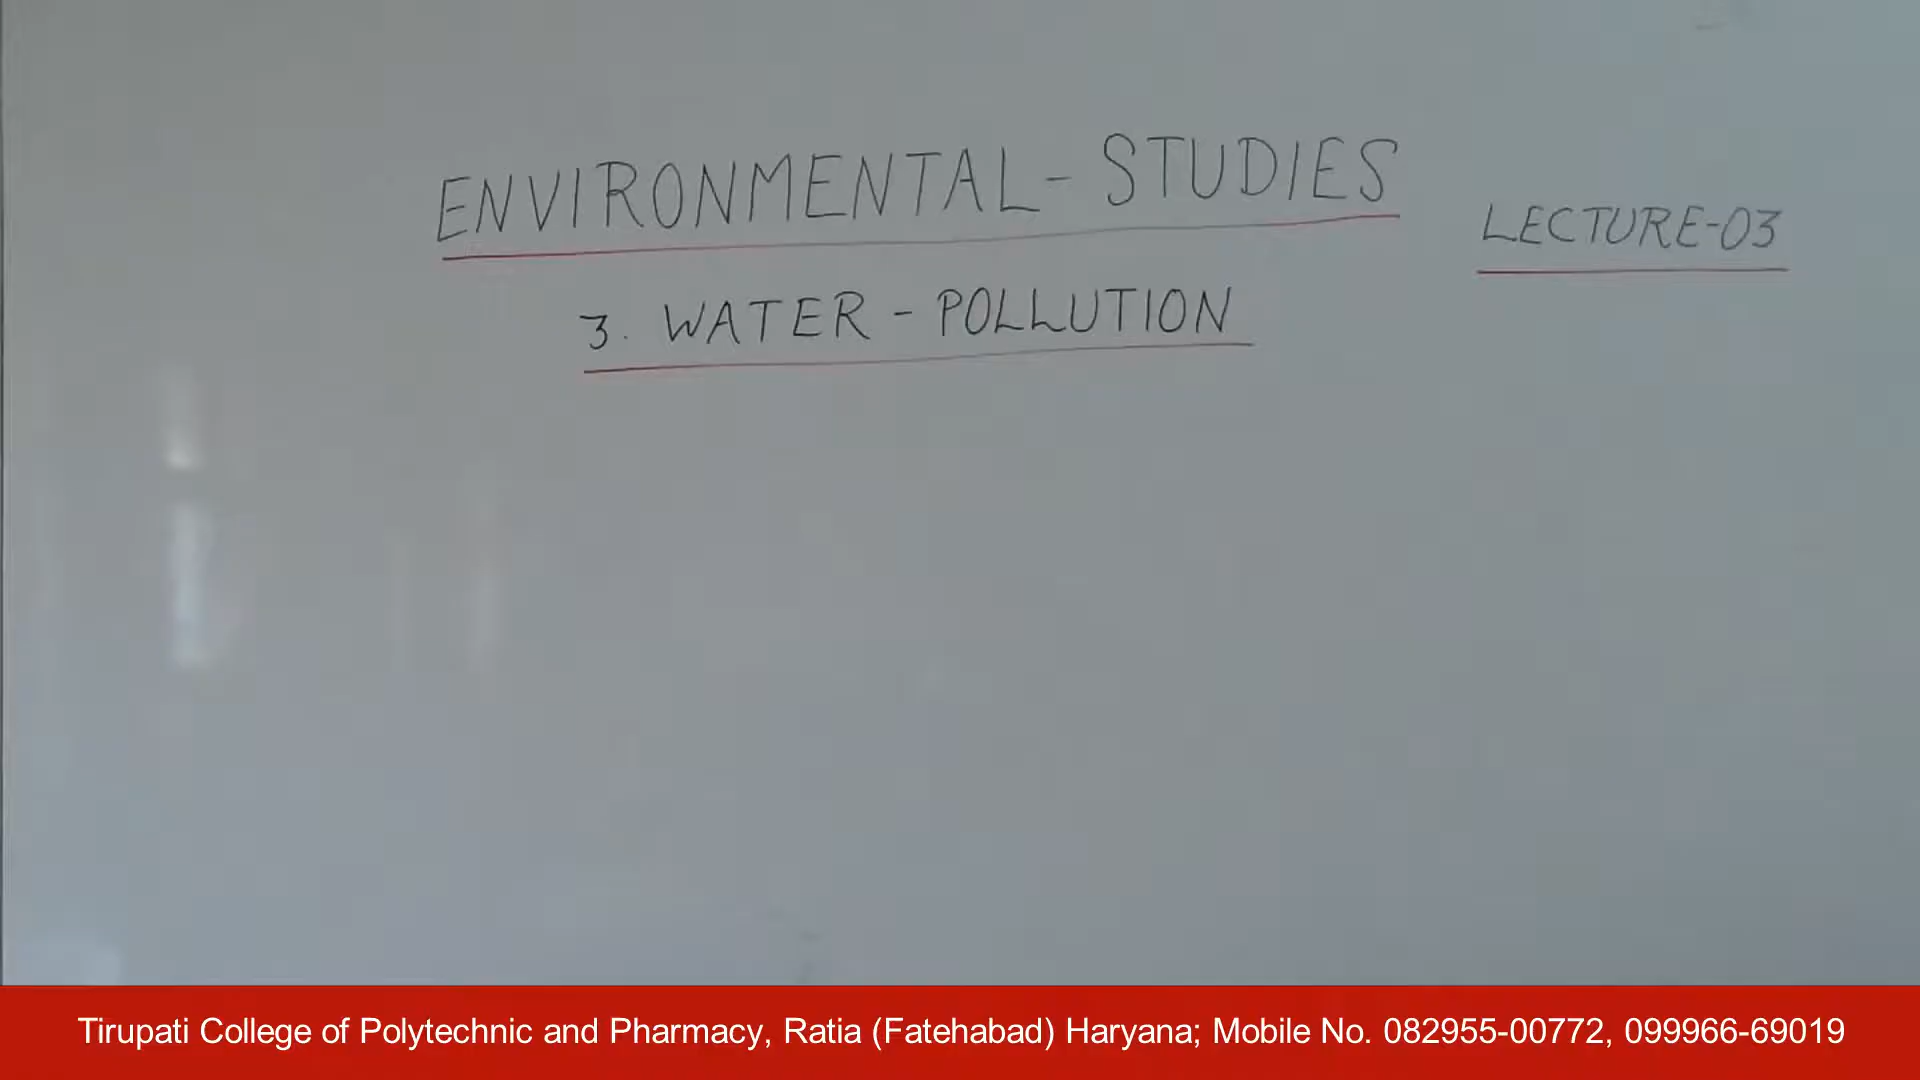 ENVIRONMENTAL - STUDIES
LECTURE-03
3. WATER - POLLUTION
Tirupati College of Polytechnic and Pharmacy, Ratia (Fatehabad) Haryana; Mobile No. 082955-00772, 099966-69019